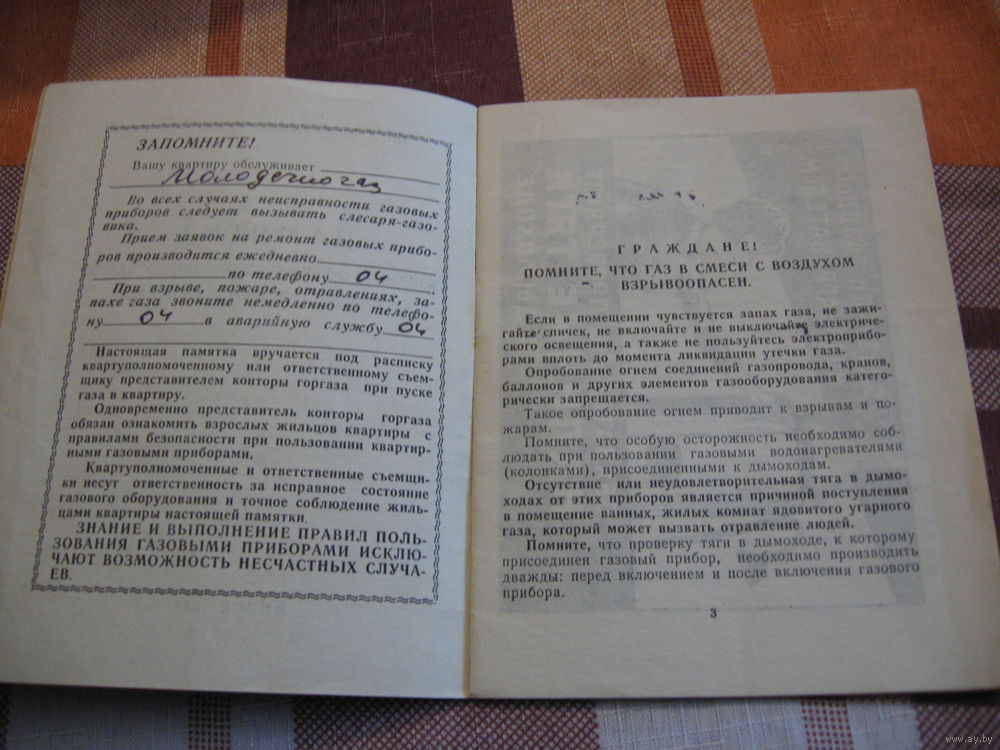 ЗАПОМНИТЕ!
Вашу квартиру обслуживает
Молодечногаз
Во всех случаях неисправности газовых
приборов следует вызывать слесаря-газо-
вика.
Прием заявок на ремонт газовых прибо-
ров производится ежедневно
по телефону 04.
При взрыве, пожаре, отравлениях, за-
пахе газа звоните немедленно по телефо-
ну 04 в аварийную службу 04
Настоящая памятка вручается под расписку
квартуполномоченному или ответственному съем-
щику представителем конторы горгаза при пуске
газа в квартиру.
Одновременно представитель конторы горгаза
обязан ознакомить взрослых жильцов квартиры с
правилами безопасности при пользовании квартир-
ными газовыми приборами.
Квартуполномоченные и ответственные съемщи-
ки несут ответственность за исправное состояние
газового оборудования и точное соблюдение жиль-
цами квартиры настоящей памятки.
ЗНАНИЕ И ВЫПОЛНЕНИЕ ПРАВИЛ ПОЛЬ-
ЗОВАНИЯ ГАЗОВЫМИ ПРИБОРАМИ ИСКЛЮ-
ЧАЮТ ВОЗМОЖНОСТЬ НЕСЧАСТНЫХ СЛУЧА-
ЕВ.
ГРАЖДАНЕ!
ПОМНИТЕ, ЧТО ГАЗ В СМЕСИ С ВОЗДУХОМ
ВЗРЫВООПАСЕН.
Если в помещении чувствуется запах газа, не зажи-
гайте спичек, не включайте и не выключайте электриче-
ского освещения, а также не пользуйтесь электроприбо-
рами вплоть до момента ликвидации утечки газа.
Опробование огнем соединений газопровода, кранов,
баллонов и других элементов газооборудования катего-
рически запрещается.
Такое опробование огнем приводит к взрывам и по-
жарам.
Помните, что особую осторожность необходимо соб-
людать при пользовании газовыми водонагревателями
(колонками), присоединенными к дымоходам.
Отсутствие или неудовлетворительная тяга в дымо-
ходах от этих приборов является причиной поступления
в помещение ванных, жилых комнат ядовитого угарного
газа, который может вызвать отравление людей.
Помните, что проверку тяги в дымоходе, к которому
присоединен газовый прибор, необходимо производить
дважды: перед включением и после включения газового
прибора.
3
www.ay.by